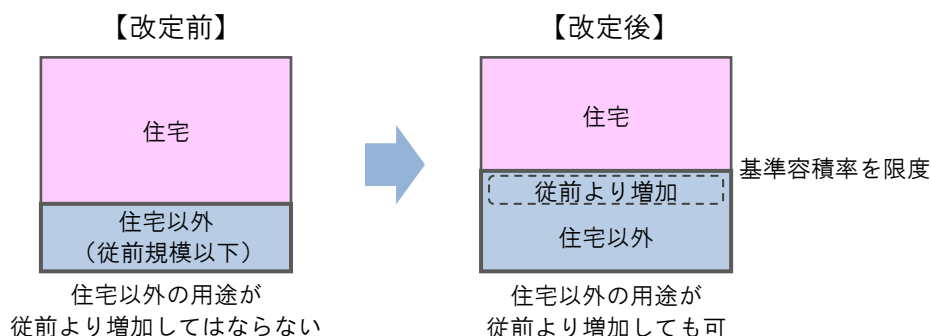 【改定前】
住宅
住宅以外
（従前規模以下）
住宅以外の用途が
従前より増加してはならない
【改定後】
住宅
従前より増加
住宅以外
基準容積率を限度
住宅以外の用途が
従前より増加しても可